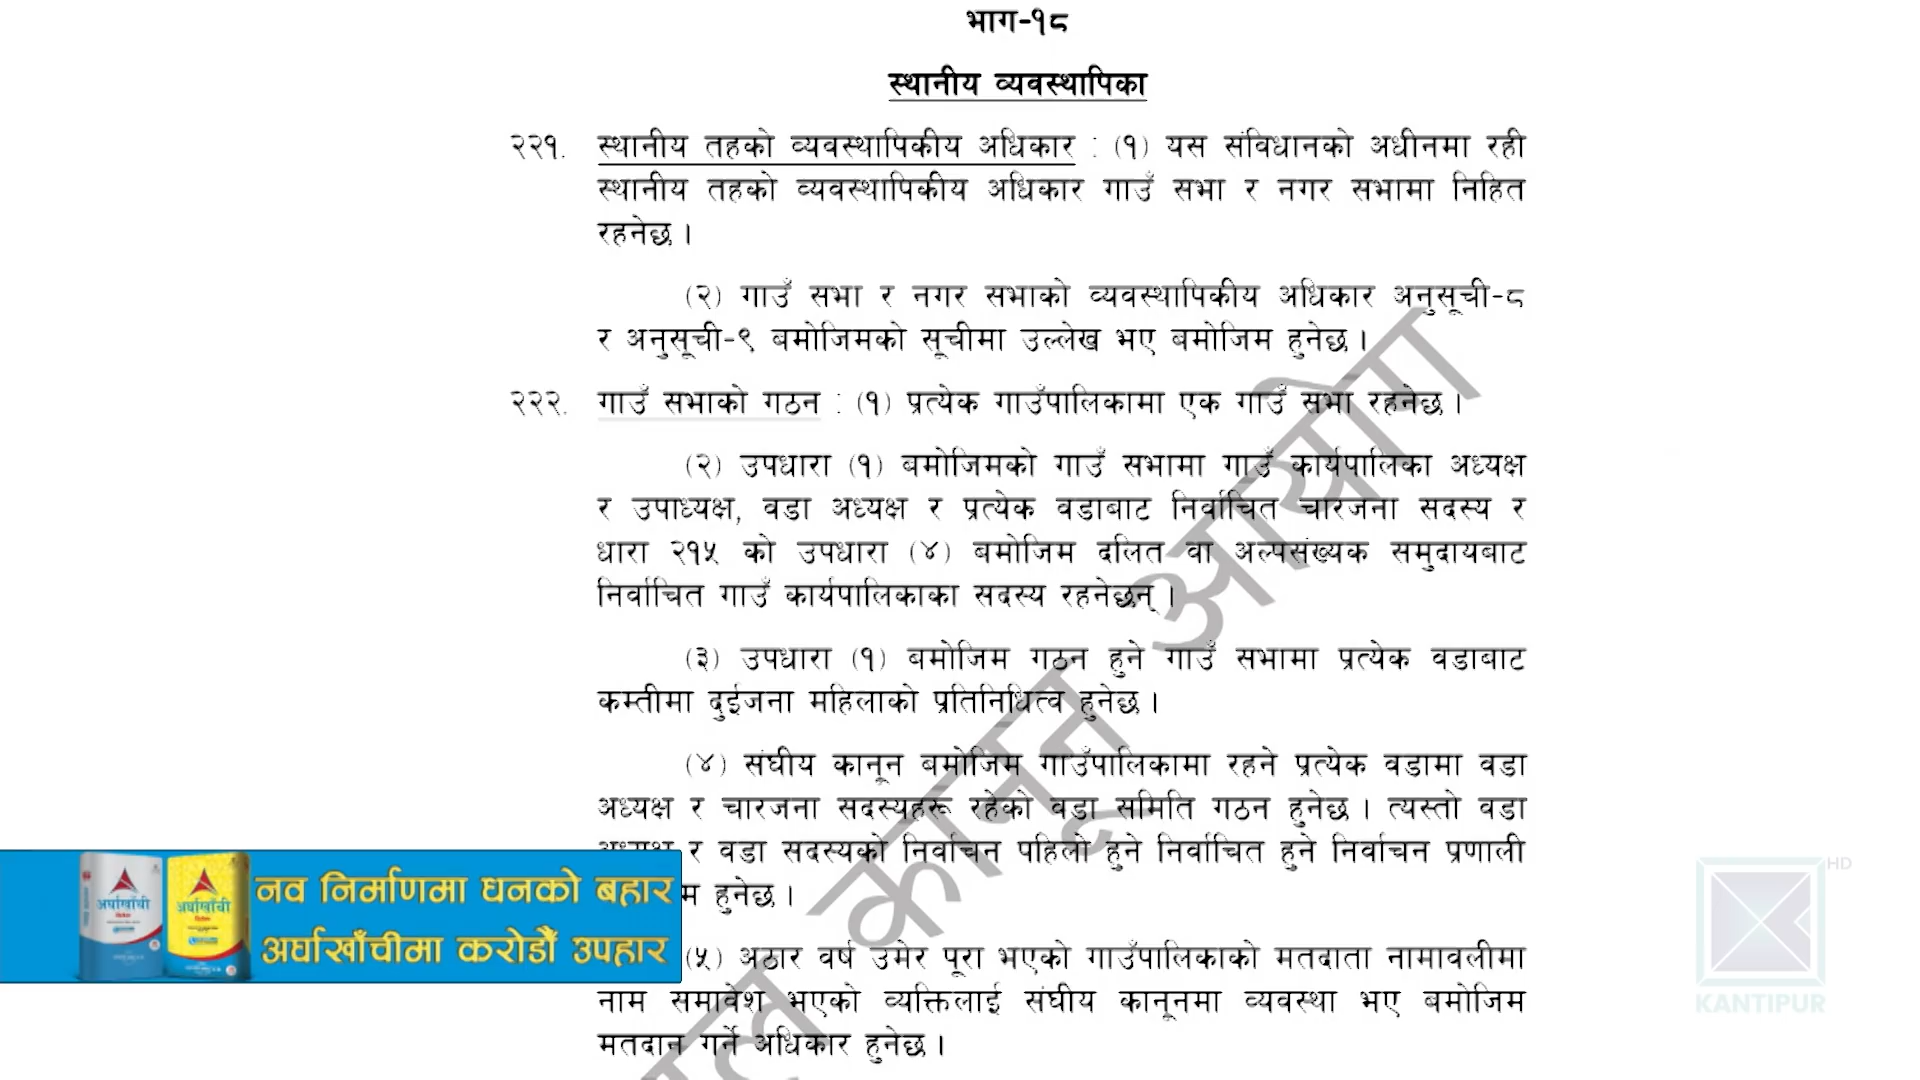 भाग-१८
स्थानीय व्यवस्थापिका
२२१. स्थानीय तहको व्यवस्थापिकीय अधिकार : (१) यस संविधानको अधीनमा रही
स्थानीय तहको व्यवस्थापिकीय अधिकार गाउँ सभा र नगर सभामा निहित
रहनेछ ।
(२) गाउँ सभा र नगर सभाको व्यवस्थापिकीय अधिकार अनुसूची-८
र अनुसूची-९ बमोजिमको सूचीमा उल्लेख भए बमोजिम हुनेछ ।
२२२. गाउँ सभाको गठन : (१) प्रत्येक गाउँपालिकामा एक गाउँ सभा रहनेछ ।
(२) उपधारा (१) बमोजिमको गाउँ सभामा गाउँ कार्यपालिका अध्यक्ष
र उपाध्यक्ष, वडा अध्यक्ष र प्रत्येक वडाबाट निर्वाचित चारजना सदस्य र
धारा २१५ को उपधारा (४) बमोजिम दलित वा अल्पसंख्यक समुदायबाट
निर्वाचित गाउँ कार्यपालिकाका सदस्य रहनेछन् ।
(३) उपधारा (१) बमोजिम गठन हुने गाउँ सभामा प्रत्येक वडाबाट
कम्तीमा दुईजना महिलाको प्रतिनिधित्व हुनेछ ।
(४) संघीय कानून बमोजिम गाउँपालिकामा रहने प्रत्येक वडामा वडा
अध्यक्ष र चारजना सदस्यहरू रहेको वडा समिति गठन हुनेछ । त्यस्तो वडा
अध्यक्ष र वडा सदस्यको निर्वाचन पहिलो हुने निर्वाचित हुने निर्वाचन प्रणाली
म हुनेछ ।
(५) अठार वर्ष उमेर पूरा भएको गाउँपालिकाको मतदाता नामावलीमा
नाम समावेश भएको व्यक्तिलाई संघीय कानूनमा व्यवस्था भए बमोजिम
मतदान गर्ने अधिकार हुनेछ ।
कानून आयोग
अर्घाखाँची
अर्घाखाँची
नव निर्माणमा धनको बहार
अर्घाखाँचीमा करोडौँ उपहार
HD
KANTIPUR